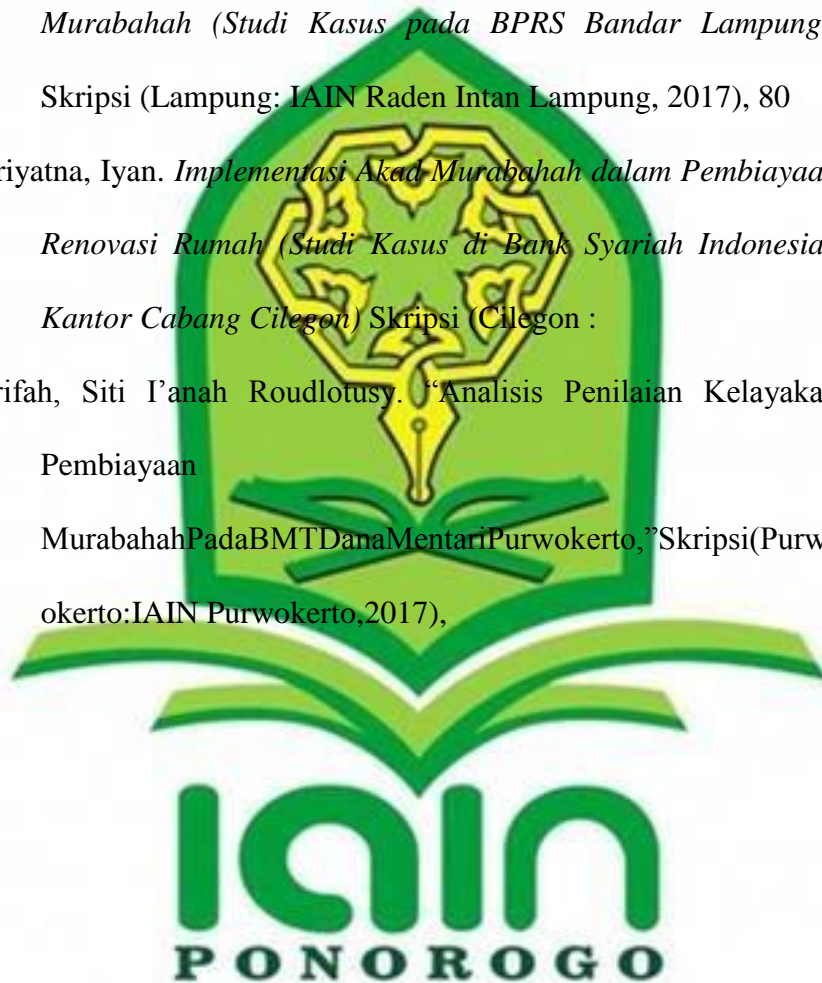 Murabahah (Studi Kasus pada BPRS Bandar Lampung
Skripsi (Lampung: IAIN Raden Intan Lampung, 2017), 80
riyatna, Iyan. Implementasi Akad Murabahah dalam Pembiayaa
Renovasi Rumah (Studi Kasus di Bank Syariah Indonesia
Kantor Cabang Cilegon) Skripsi (Cilegon :
rifah, Siti I’anah Roudlotusy. “Analisis Penilaian Kelayaka
Pembiayaan
MurabahahPadaBMTDanaMentariPurwokerto,”Skripsi(Purw
okerto:IAIN Purwokerto,2017),
IAIN
PONOROGO